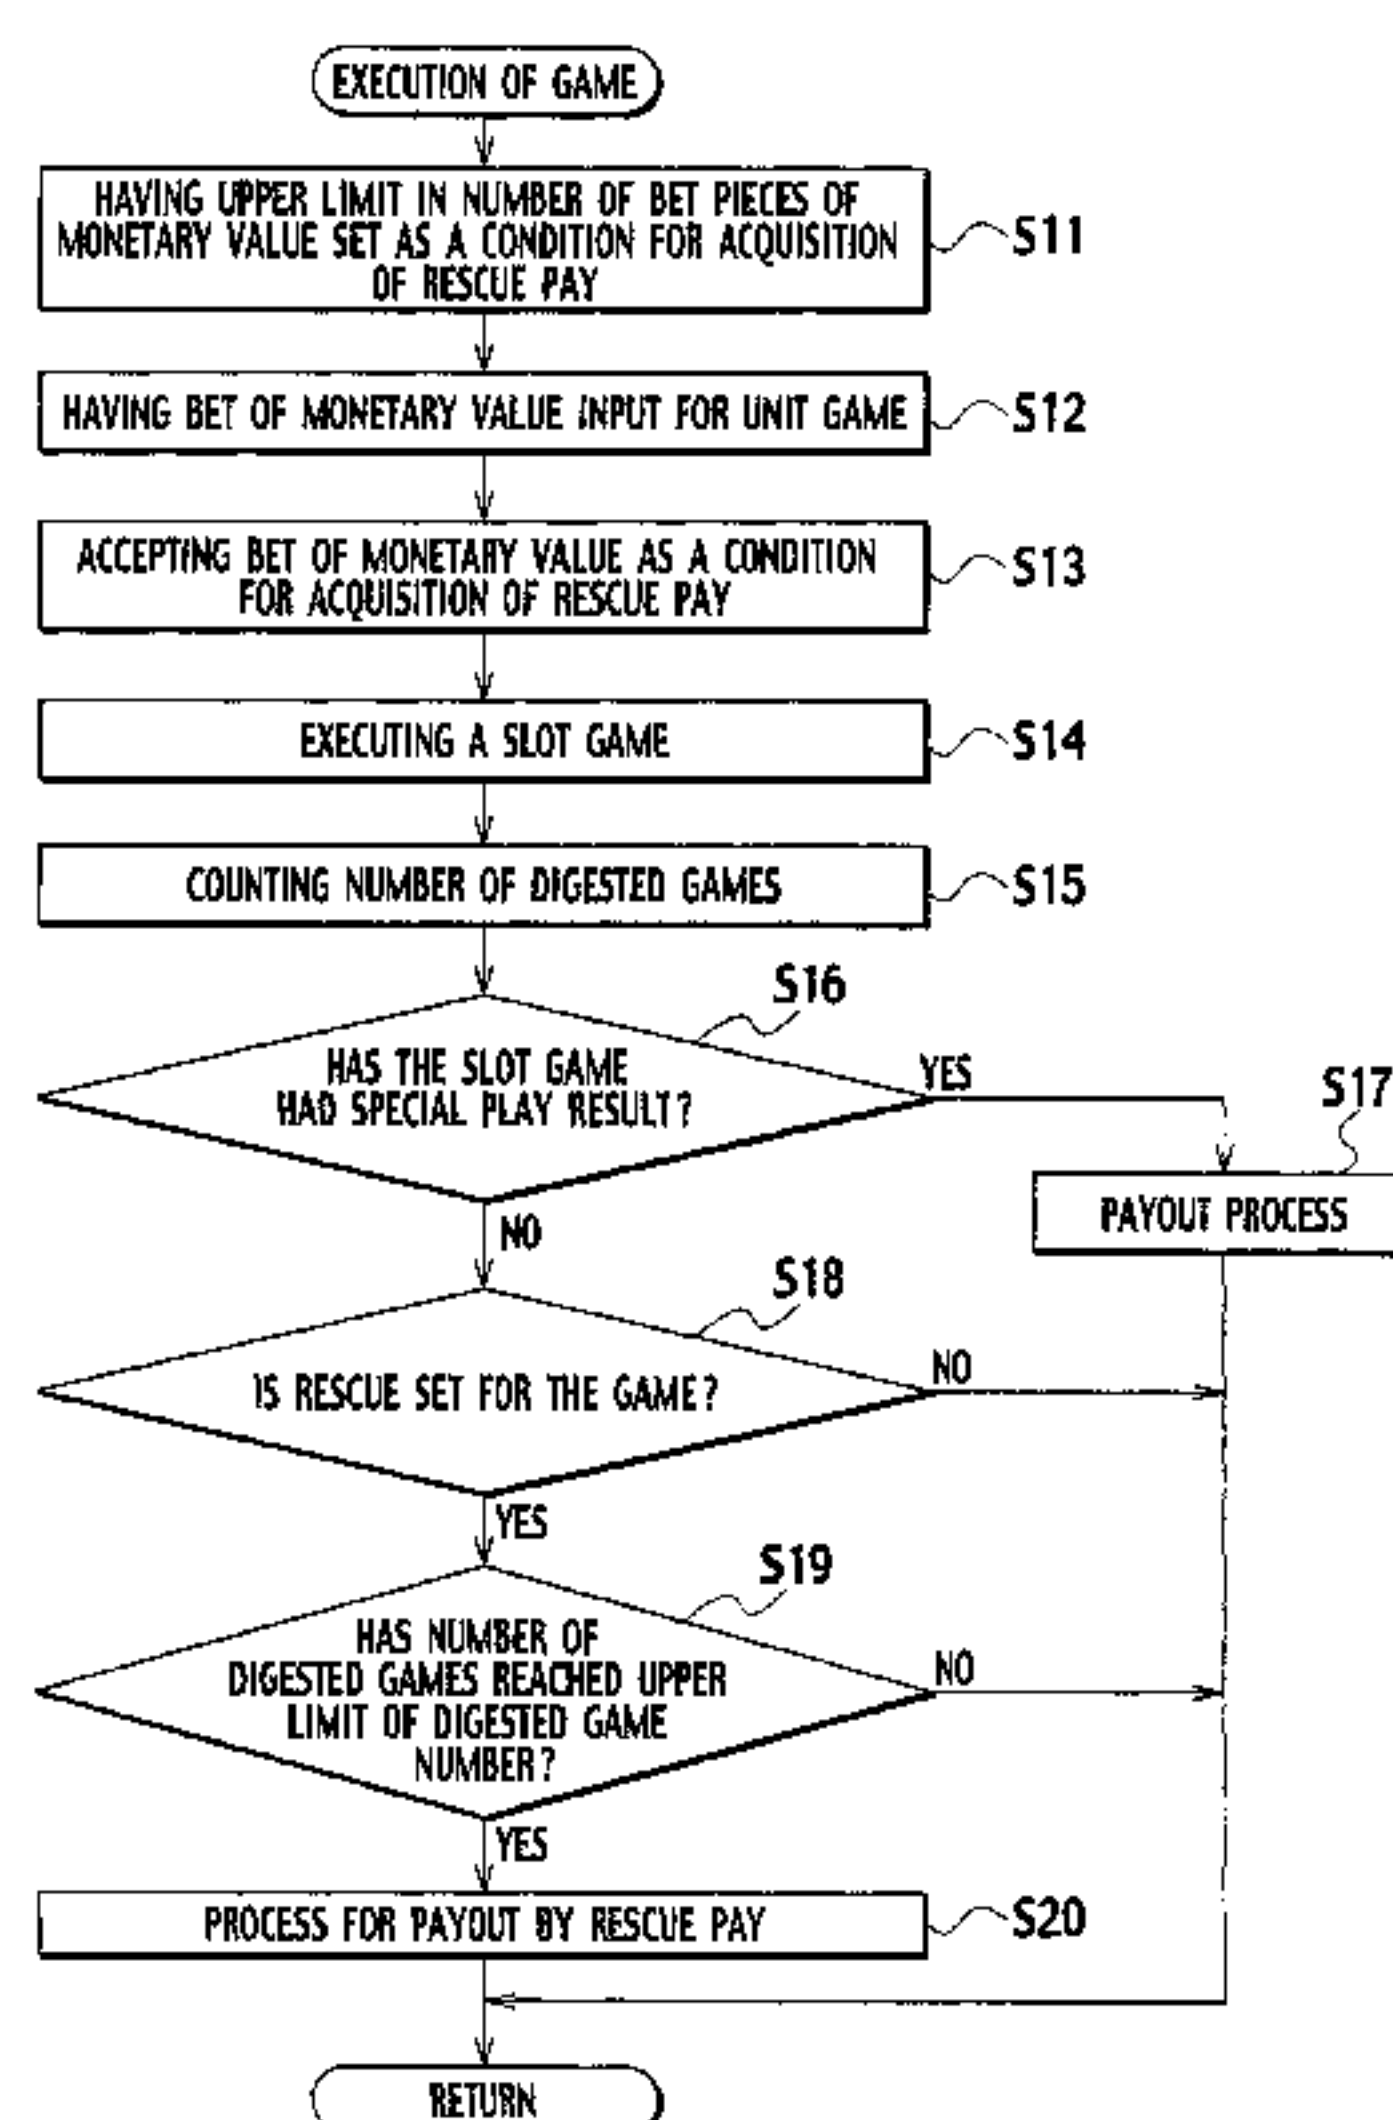 EXECUTION OF GAME
HAVING UPPER LIMIT IN NUMBER OF BET PIECES OF
MONETARY VALUE SET AS A CONDITION FOR ACQUISITION
OF RESCUE PAY
S11
HAVING BET OF MONETARY VALUE INPUT FOR UNIT GAME
S12
ACCEPTING BET OF MONETARY VALUE AS A CONDITION
FOR ACQUISITION OF RESCUE PAY
S13
EXECUTING A SLOT GAME
S14
COUNTING NUMBER OF DIGESTED GAMES
S15
S16
HAS THE SLOT GAME
HAD SPECIAL PLAY RESULT?
YES
S17
PAYOUT PROCESS
NO
S18
IS RESCUE SET FOR THE GAME?
NO
YES
S19
HAS NUMBER OF
DIGESTED GAMES REACHED UPPER
LIMIT OF DIGESTED GAME
NUMBER?
NO
YES
PROCESS FOR PAYOUT BY RESCUE PAY
S20
RETURN